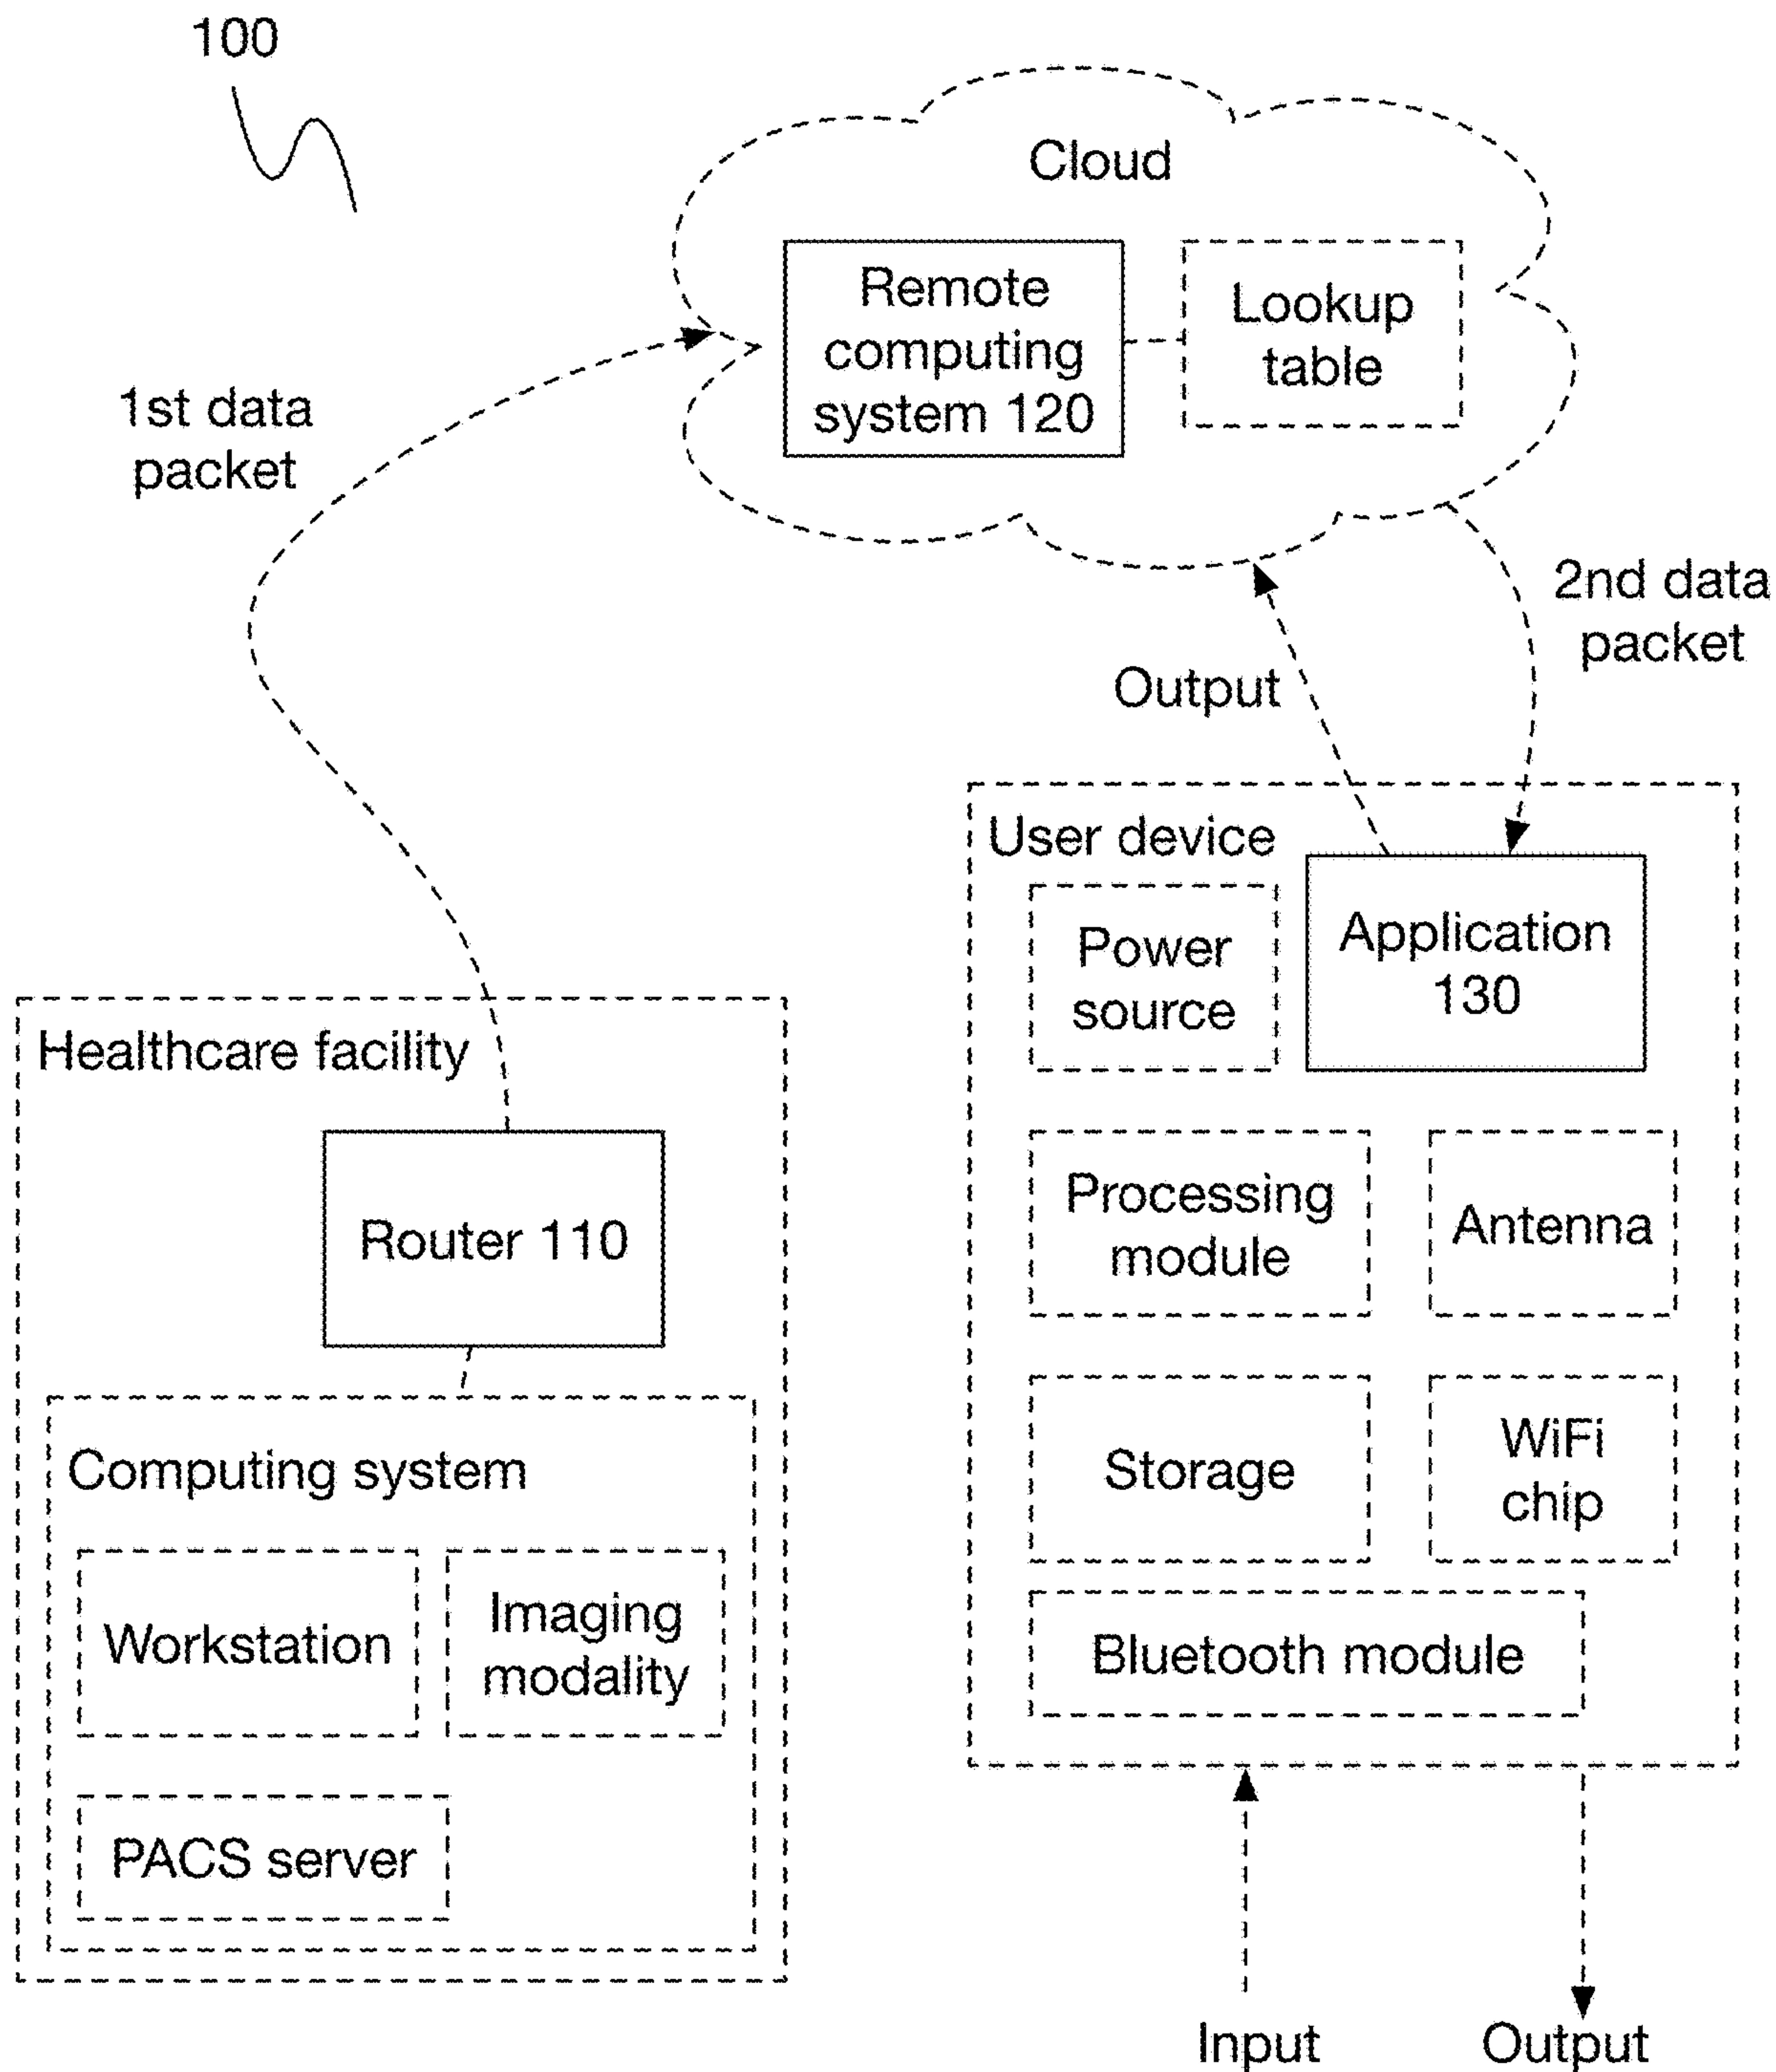 100
Cloud
Remote
computing
system 120
Lookup
table
1st data
packet
2nd data
packet
Output
User device
Power
source
Application
130
Healthcare facility
Router 110
Processing
module
Antenna
Computing system
Storage
WiFi
chip
Workstation
Imaging
modality
Bluetooth module
PACS server
Input
Output